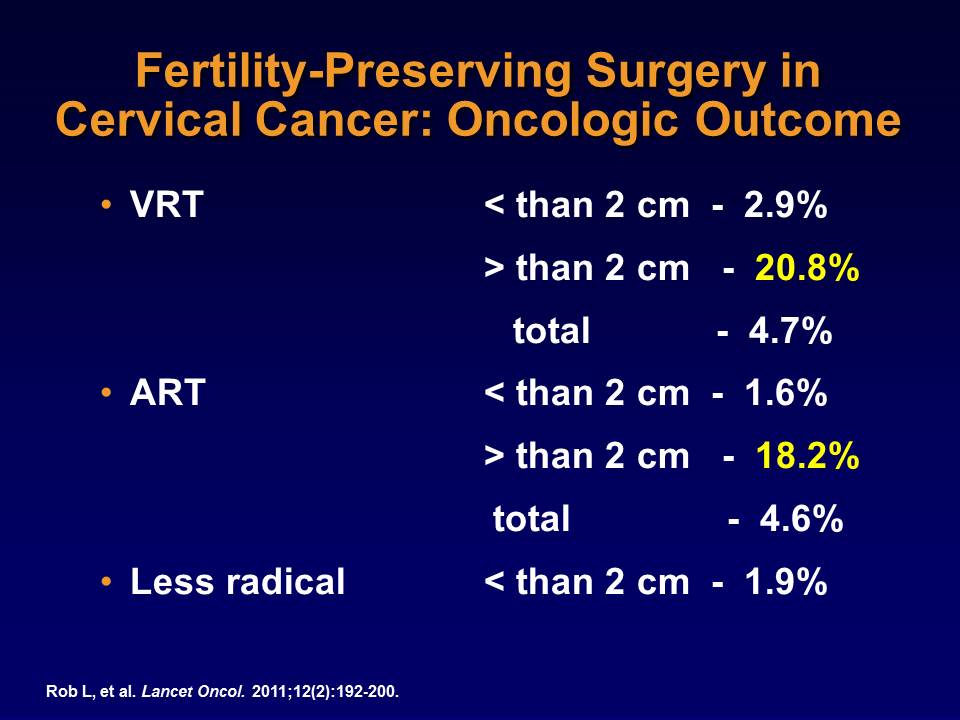 Fertility-Preserving Surgery in
Cervical Cancer: Oncologic Outcome
• VRT < than 2 cm - 2.9%
> than 2 cm - 20.8%
total - 4.7%
• ART < than 2 cm - 1.6%
> than 2 cm - 18.2%
total - 4.6%
• Less radical < than 2 cm - 1.9%
Rob L, et al. Lancet Oncol. 2011;12(2):192-200.